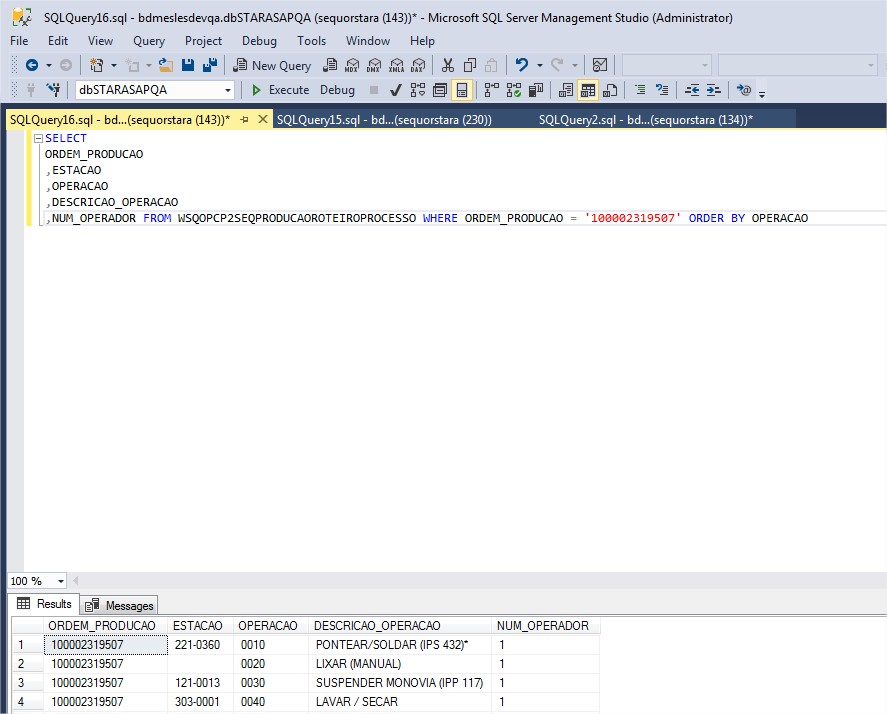 SQLQuery16.sql - bdmeslesdevqa.dbSTARASAPQA (sequorstara (143))* - Microsoft SQL Server Management Studio (Administrator)
File Edit View Query Project Debug Tools Window Help
New Query MDX DMX XMLA DAX
dbSTARASAPQA Execute Debug
SQLQuery16.sql - bd...(sequorstara (143))* SQLQuery15.sql - bd...(sequorstara (230)) SQLQuery2.sql - bd...(sequorstara (134))*
SELECT
ORDEM_PRODUCAO
,ESTACAO
,OPERACAO
,DESCRICAO_OPERACAO
,NUM_OPERADOR FROM WSQOPCP2SEQPRODUCAOROTEIROPROCESSO WHERE ORDEM_PRODUCAO = '100002319507' ORDER BY OPERACAO
100 %
Results Messages
ORDEM_PRODUCAO ESTACAO OPERACAO DESCRICAO_OPERACAO NUM_OPERADOR
1 100002319507 221-0360 0010 PONTEAR/SOLDAR (IPS 432)* 1
2 100002319507 0020 LIXAR (MANUAL) 1
3 100002319507 121-0013 0030 SUSPENDER MONOVIA (IPP 117) 1
4 100002319507 303-0001 0040 LAVAR / SECAR 1